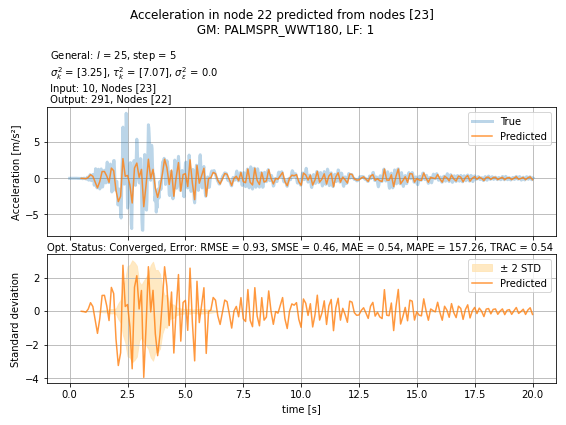 Acceleration in node 22 predicted from nodes [23]
GM: PALMSPR_WWT180, LF: 1
General: l = 25, step = 5
σ²ₖ = [3.25], τ²ₖ = [7.07], σ²ε = 0.0
Input: 10, Nodes [23]
Output: 291, Nodes [22]
Acceleration [m/s²]
5
0
−5
True
Predicted
Opt. Status: Converged, Error: RMSE = 0.93, SMSE = 0.46, MAE = 0.54, MAPE = 157.26, TRAC = 0.54
Standard deviation
2
0
−2
−4
± 2 STD
Predicted
0.0 2.5 5.0 7.5 10.0 12.5 15.0 17.5 20.0
time [s]